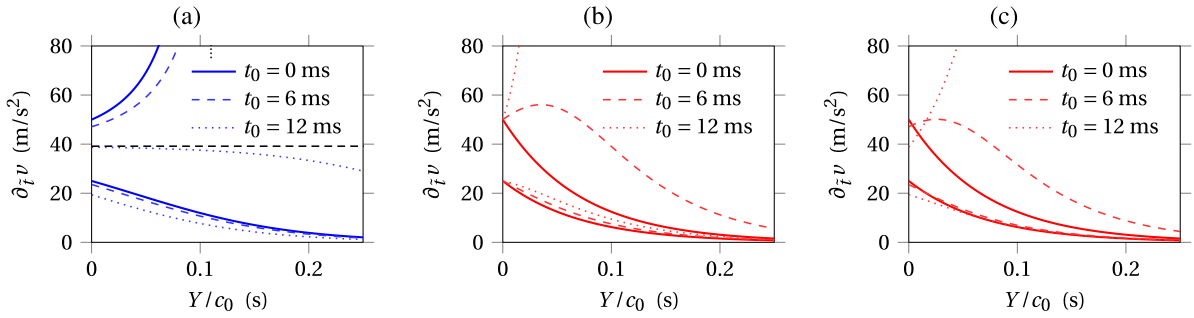 (a)
80
60
40
20
0
∂t̃ v (m/s²)
t₀ = 0 ms
t₀ = 6 ms
t₀ = 12 ms
0
0.1
0.2
Y/c₀ (s)
(b)
80
60
40
20
0
∂t̃ v (m/s²)
t₀ = 0 ms
t₀ = 6 ms
t₀ = 12 ms
0
0.1
0.2
Y/c₀ (s)
(c)
80
60
40
20
0
∂t̃ v (m/s²)
t₀ = 0 ms
t₀ = 6 ms
t₀ = 12 ms
0
0.1
0.2
Y/c₀ (s)